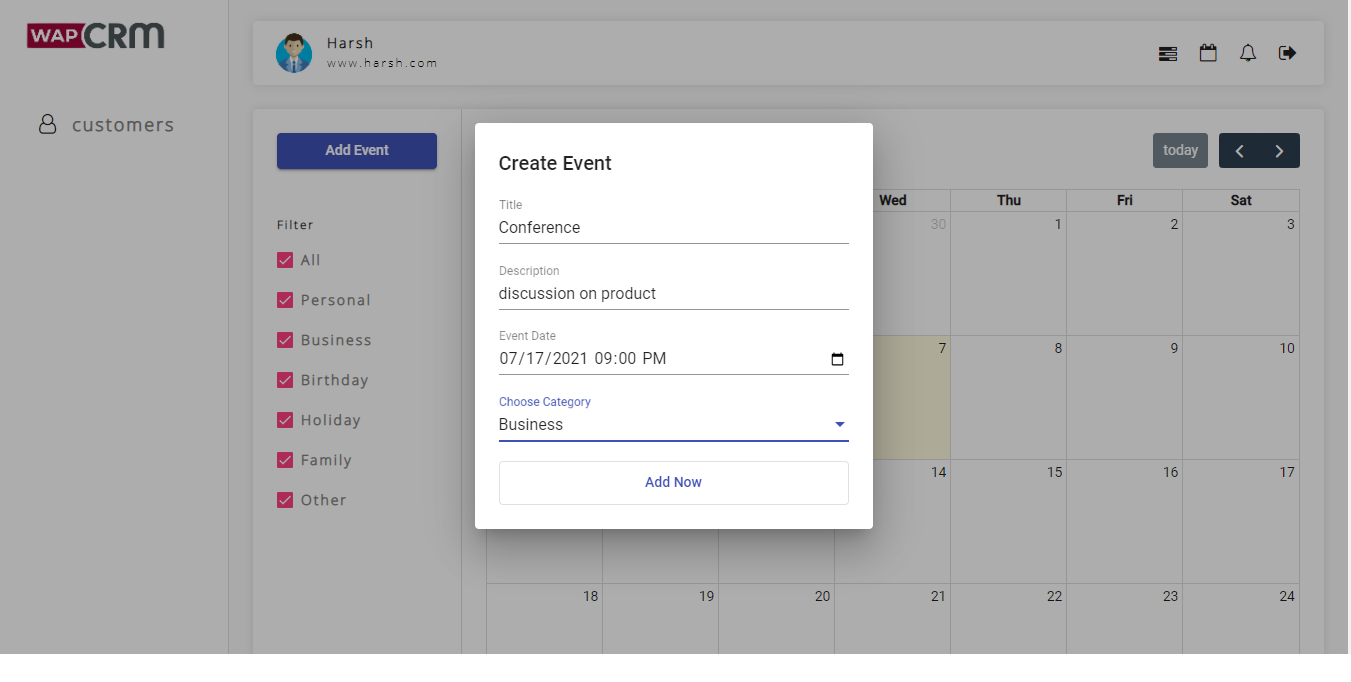 WAP CRM
customers
Harsh
www.harsh.com
Add Event
Filter
All
Personal
Business
Birthday
Holiday
Family
Other
today
Wed Thu Fri Sat
30 1 2 3
7 8 9 10
14 15 16 17
18 19 20 21 22 23 24
Create Event
Title
Conference
Description
discussion on product
Event Date
07/17/2021 09:00 PM
Choose Category
Business
Add Now